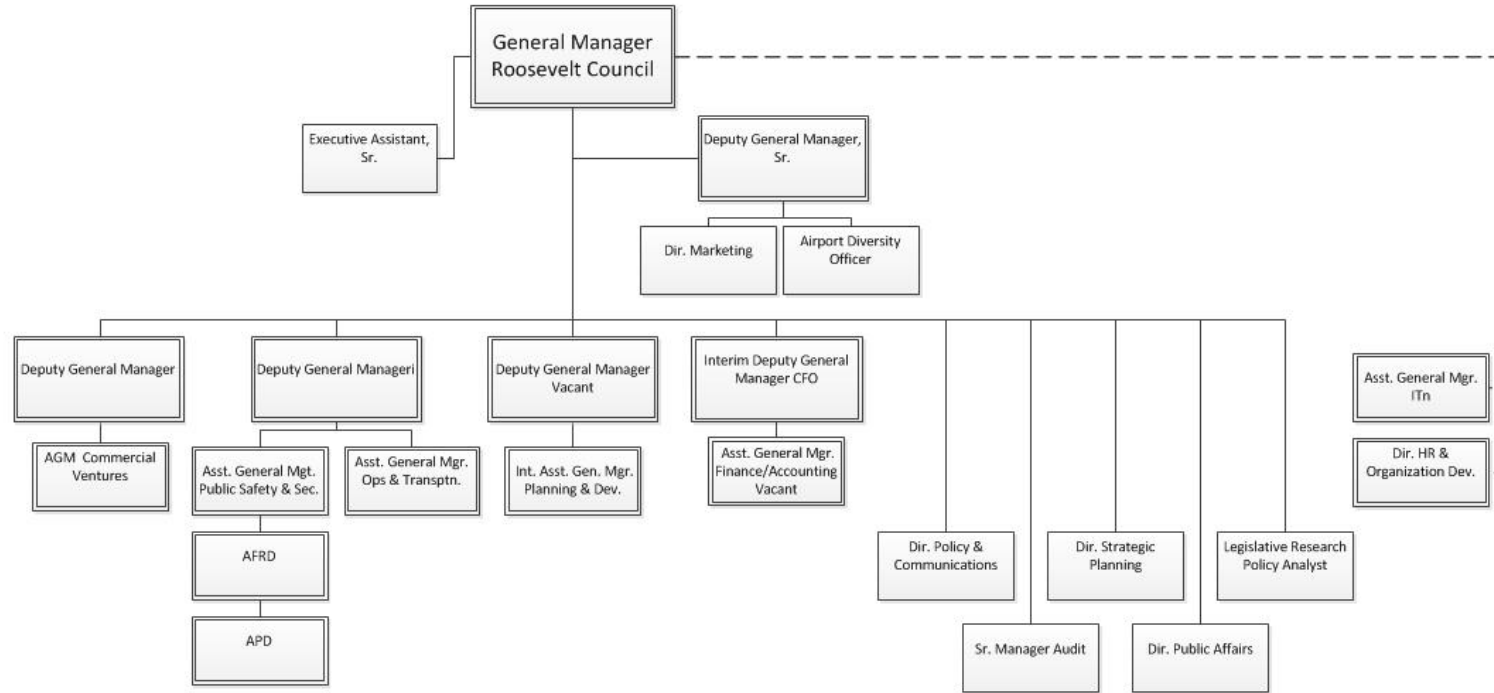 General Manager
Roosevelt Council
Executive Assistant,
Sr.
Deputy General Manager,
Sr.
Dir. Marketing
Airport Diversity
Officer
Deputy General Manager
Deputy General Manageri
Deputy General Manager
Vacant
Interim Deputy General
Manager CFO
Asst. General Mgr.
ITn
AGM  Commercial
Ventures
Asst. General Mgt.
Public Safety & Sec.
Asst. General Mgr.
Ops & Transptn.
Int. Asst. Gen. Mgr.
Planning & Dev.
Asst. General Mgr.
Finance/Accounting
Vacant
Dir. HR &
Organization Dev.
AFRD
Dir. Policy &
Communications
Dir. Strategic
Planning
Legislative Research
Policy Analyst
APD
Sr. Manager Audit
Dir. Public Affairs